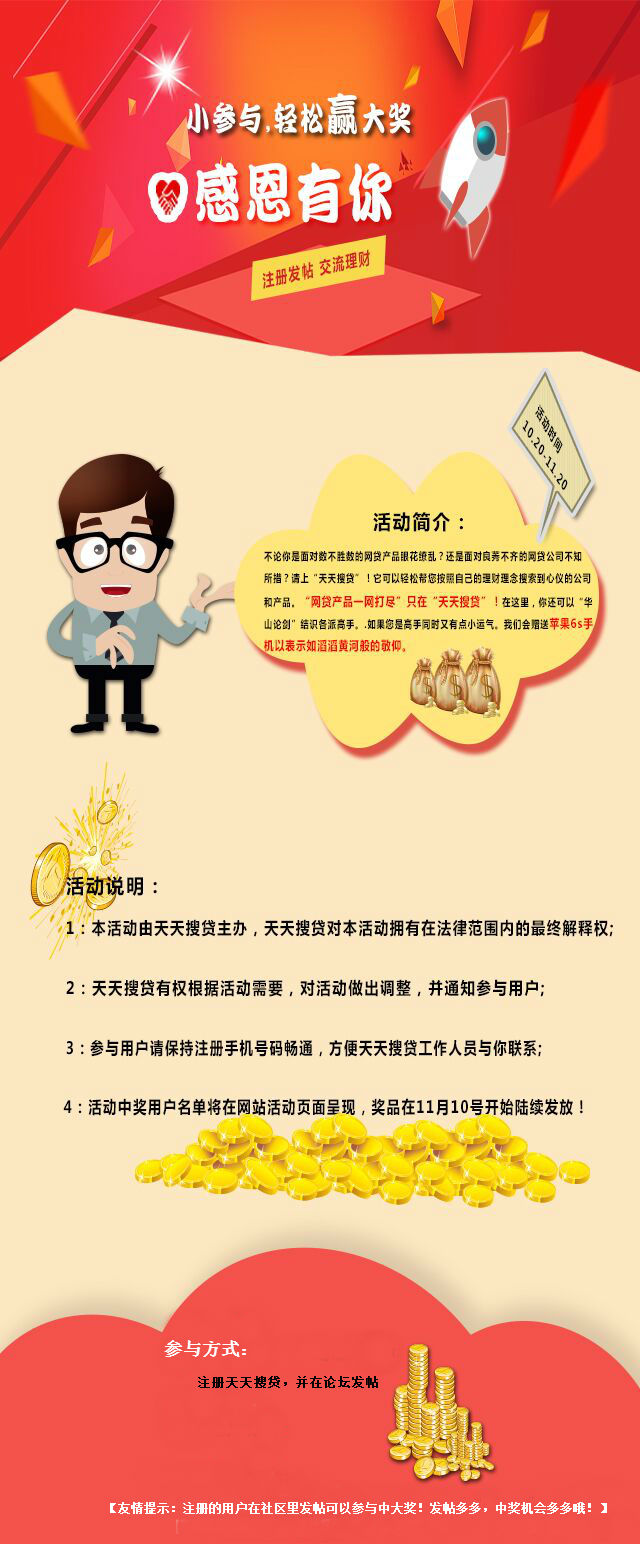 小参与,轻松赢大奖
感恩有你
注册发帖 交流理财
活动时间
10.20-11.20
活动简介：
不论你是面对数不胜数的网贷产品眼花缭乱？还是面对良莠不齐的网贷公司不知
所措？请上“天天搜贷”！它可以轻松帮您按照自己的理财理念搜索到心仪的公司
和产品。“网贷产品一网打尽”只在“天天搜贷”！在这里，你还可以“华
山论剑”结识各派高手。.如果您是高手同时又有点小运气。我们会赠送苹果6s手
机以表示如滔滔黄河般的敬仰。
活动说明：
1：本活动由天天搜贷主办，天天搜贷对本活动拥有在法律范围内的最终解释权;
2：天天搜贷有权根据活动需要，对活动做出调整，并通知参与用户;
3：参与用户请保持注册手机号码畅通，方便天天搜贷工作人员与你联系;
4：活动中奖用户名单将在网站活动页面呈现，奖品在11月10号开始陆续发放！
参与方式:
注册天天搜贷，并在论坛发帖
【友情提示：注册的用户在社区里发帖可以参与中大奖！发帖多多，中奖机会多多哦！】